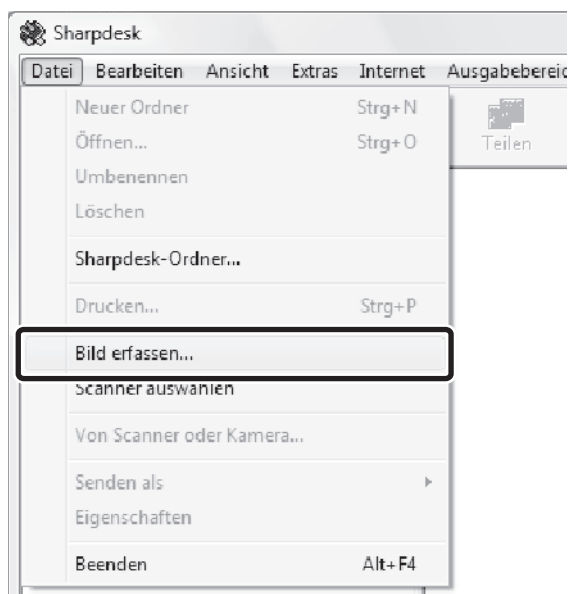 Sharpdesk
Datei Bearbeiten Ansicht Extras Internet
Neuer Ordner Strg+N
Öffnen... Strg+O
Teilen
Umbenennen
Löschen
Sharpdesk-Ordner...
Drucken... Strg+P
Bild erfassen...
Scanner auswählen
Von Scanner oder Kamera...
Senden als
Eigenschaften
Beenden Alt+F4